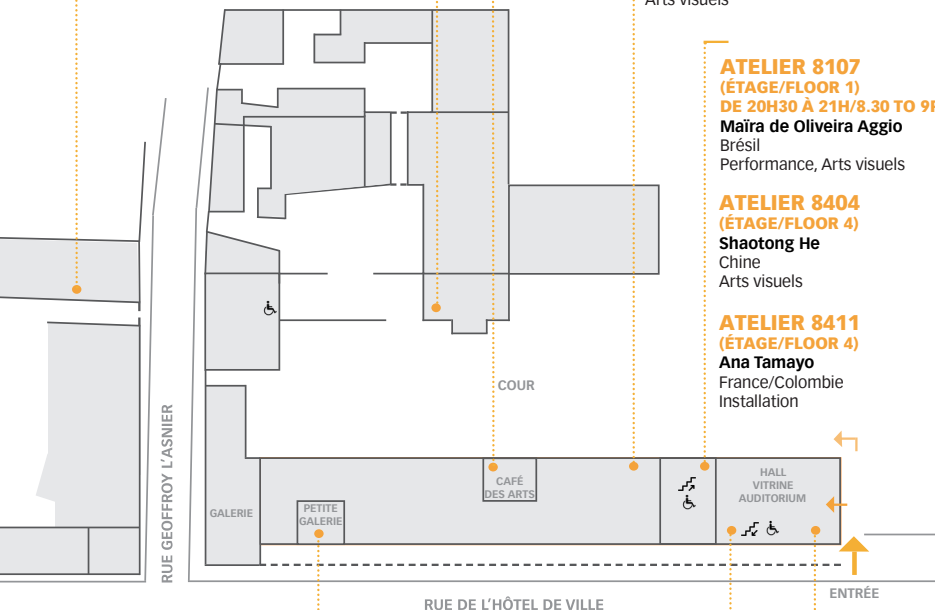 Arts visuels
ATELIER 8107
(ÉTAGE/FLOOR 1)
DE 20H30 À 21H/8.30 TO 9P
Maïra de Oliveira Aggio
Brésil
Performance, Arts visuels
ATELIER 8404
(ÉTAGE/FLOOR 4)
Shaotong He
Chine
Arts visuels
ATELIER 8411
(ÉTAGE/FLOOR 4)
Ana Tamayo
France/Colombie
Installation
COUR
RUE GEOFFROY L'ASNIER
GALERIE
PETITE
GALERIE
CAFÉ
DES ARTS
HALL
VITRINE
AUDITORIUM
ENTRÉE
RUE DE L'HÔTEL DE VILLE